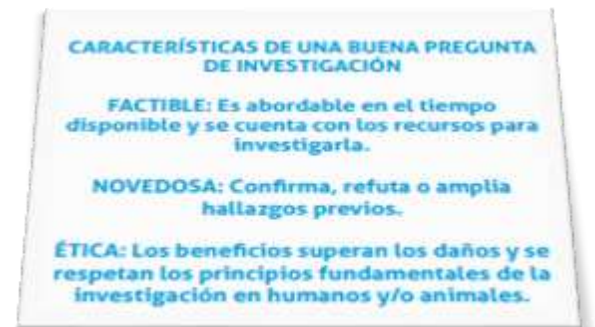 CARACTERÍSTICAS DE UNA BUENA PREGUNTA
DE INVESTIGACIÓN
FACTIBLE: Es abordable en el tiempo
disponible y se cuenta con los recursos para
investigarla.
NOVEDOSA: Confirma, refuta o amplia
hallazgos previos.
ÉTICA: Los beneficios superan los daños y se
respetan los principios fundamentales de la
investigación en humanos y/o animales.